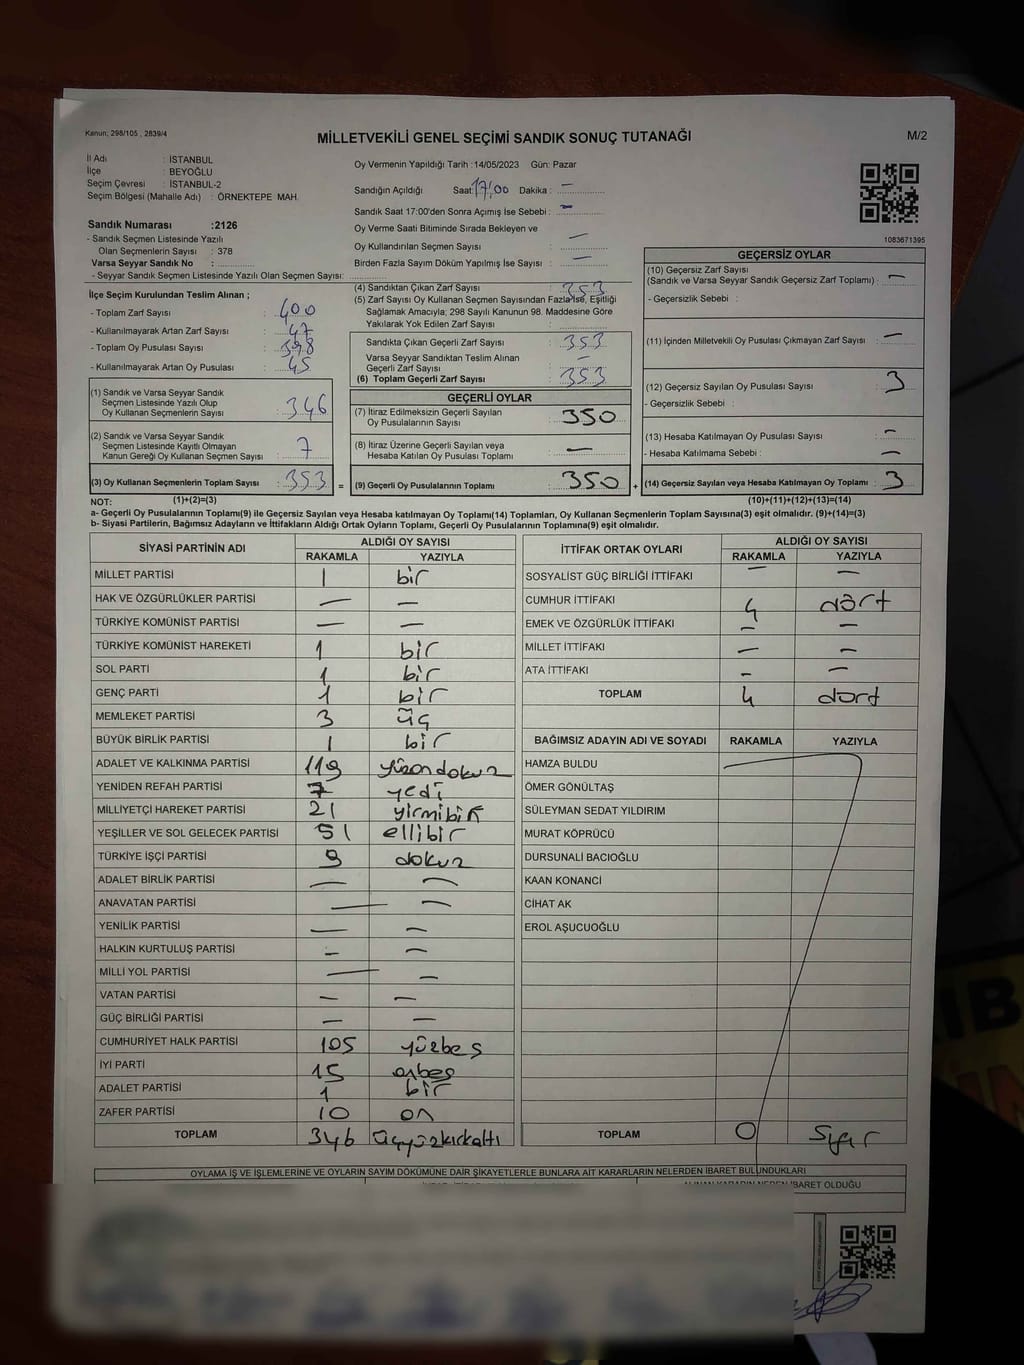 Kanun; 298/105 , 2839/4
MİLLETVEKİLİ GENEL SEÇİMİ SANDIK SONUÇ TUTANAĞI
M/2
İl Adı : İSTANBUL
İlçe : BEYOĞLU
Seçim Çevresi : İSTANBUL-2
Seçim Bölgesi (Mahalle Adı) : ÖRNEKTEPE MAH.
Sandık Numarası :2126
- Sandık Seçmen Listesinde Yazılı
Olan Seçmenlerin Sayısı : 378
Varsa Seyyar Sandık No :
- Seyyar Sandık Seçmen Listesinde Yazılı Olan Seçmen Sayısı:
Oy Vermenin Yapıldığı Tarih :14/05/2023 Gün: Pazar
Sandığın Açıldığı Saat: 17:00 Dakika : —
Sandık Saat 17:00'den Sonra Açımış İse Sebebi : —
Oy Verme Saati Bitiminde Sırada Bekleyen ve
Oy Kullandırılan Seçmen Sayısı : —
Birden Fazla Sayım Döküm Yapılmış İse Sayısı : —
1083671395
İlçe Seçim Kurulundan Teslim Alınan ;
- Toplam Zarf Sayısı : 400
- Kullanılmayarak Artan Zarf Sayısı : 47
- Toplam Oy Pusulası Sayısı : 398
- Kullanılmayarak Artan Oy Pusulası : 45
(1) Sandık ve Varsa Seyyar Sandık
Seçmen Listesinde Yazılı Olup
Oy Kullanan Seçmenlerin Sayısı : 346
(2) Sandık ve Varsa Seyyar Sandık
Seçmen Listesinde Kayıtlı Olmayan
Kanun Gereği Oy Kullanan Seçmen Sayısı : 7
(3) Oy Kullanan Seçmenlerin Toplam Sayısı : 353
(4) Sandıktan Çıkan Zarf Sayısı : 353
(5) Zarf Sayısı Oy Kullanan Seçmen Sayısından Fazla İse, Eşitliği
Sağlamak Amacıyla; 298 Sayılı Kanunun 98. Maddesine Göre
Yakılarak Yok Edilen Zarf Sayısı :
Sandıkta Çıkan Geçerli Zarf Sayısı : 353
Varsa Seyyar Sandıktan Teslim Alınan
Geçerli Zarf Sayısı : —
(6) Toplam Geçerli Zarf Sayısı : 353
GEÇERLİ OYLAR
(7) İtiraz Edilmeksizin Geçerli Sayılan
Oy Pusulalarının Sayısı : 350
(8) İtiraz Üzerine Geçerli Sayılan veya
Hesaba Katılan Oy Pusulası Toplamı : —
= (9) Geçerli Oy Pusulalarının Toplamı : 350
GEÇERSİZ OYLAR
(10) Geçersiz Zarf Sayısı
(Sandık ve Varsa Seyyar Sandık Geçersiz Zarf Toplamı) : —
- Geçersizlik Sebebi :
(11) İçinden Milletvekili Oy Pusulası Çıkmayan Zarf Sayısı : —
(12) Geçersiz Sayılan Oy Pusulası Sayısı : 3
- Geçersizlik Sebebi :
(13) Hesaba Katılmayan Oy Pusulası Sayısı : —
- Hesaba Katılmama Sebebi : —
+ (14) Geçersiz Sayılan veya Hesaba Katılmayan Oy Toplamı : 3
NOT: (1)+(2)=(3) (10)+(11)+(12)+(13)=(14)
a- Geçerli Oy Pusulaların Toplamı(9) ile Geçersiz Sayılan veya Hesaba katılmayan Oy Toplamı(14) Toplamları, Oy Kullanan Seçmenlerin Toplam Sayısına(3) eşit olmalıdır. (9)+(14)=(3)
b- Siyasi Partilerin, Bağımsız Adayların ve İttifakların Aldığı Ortak Oyların Toplamı, Geçerli Oy Pusulalarının Toplamına(9) eşit olmalıdır.
SİYASİ PARTİNİN ADI ALDIĞI OY SAYISI
RAKAMLA YAZIYLA
MİLLET PARTİSİ 1 bir
HAK VE ÖZGÜRLÜKLER PARTİSİ — —
TÜRKİYE KOMÜNİST PARTİSİ — —
TÜRKİYE KOMÜNİST HAREKETİ 1 bir
SOL PARTİ 1 bir
GENÇ PARTİ 1 bir
MEMLEKET PARTİSİ 3 üç
BÜYÜK BİRLİK PARTİSİ 1 bir
ADALET VE KALKINMA PARTİSİ 119 yüzondokuz
YENİDEN REFAH PARTİSİ 7 yedi
MİLLİYETÇİ HAREKET PARTİSİ 21 yirmibir
YEŞİLLER VE SOL GELECEK PARTİSİ 51 ellibir
TÜRKİYE İŞÇİ PARTİSİ 9 dokuz
ADALET BİRLİK PARTİSİ — —
ANAVATAN PARTİSİ — —
YENİLİK PARTİSİ — —
HALKIN KURTULUŞ PARTİSİ — —
MİLLİ YOL PARTİSİ — —
VATAN PARTİSİ — —
GÜÇ BİRLİĞİ PARTİSİ — —
CUMHURİYET HALK PARTİSİ 105 yüzbeş
İYİ PARTİ 15 onbeş
ADALET PARTİSİ 1 bir
ZAFER PARTİSİ 10 on
TOPLAM 346 üçyüzkırkaltı
İTTİFAK ORTAK OYLARI ALDIĞI OY SAYISI
RAKAMLA YAZIYLA
SOSYALİST GÜÇ BİRLİĞİ İTTİFAKI — —
CUMHUR İTTİFAKI 4 dört
EMEK VE ÖZGÜRLÜK İTTİFAKI — —
MİLLET İTTİFAKI — —
ATA İTTİFAKI — —
TOPLAM 4 dört
BAĞIMSIZ ADAYIN ADI VE SOYADI RAKAMLA YAZIYLA
HAMZA BULDU
ÖMER GÖNÜLTAŞ
SÜLEYMAN SEDAT YILDIRIM
MURAT KÖPRÜCÜ
DURSUNALİ BACIOĞLU
KAAN KONANCİ
CİHAT AK
EROL AŞUCUOĞLU
TOPLAM 0 Sıfır
OYLAMA İŞ VE İŞLEMLERİNE VE OYLARIN SAYIM DÖKÜMÜNE DAİR ŞİKAYETLERLE BUNLARA AİT KARARLARIN NELERDEN İBARET BULUNDUKLARI
ALINAN KARARIN NEDEN İBARET OLDUĞU